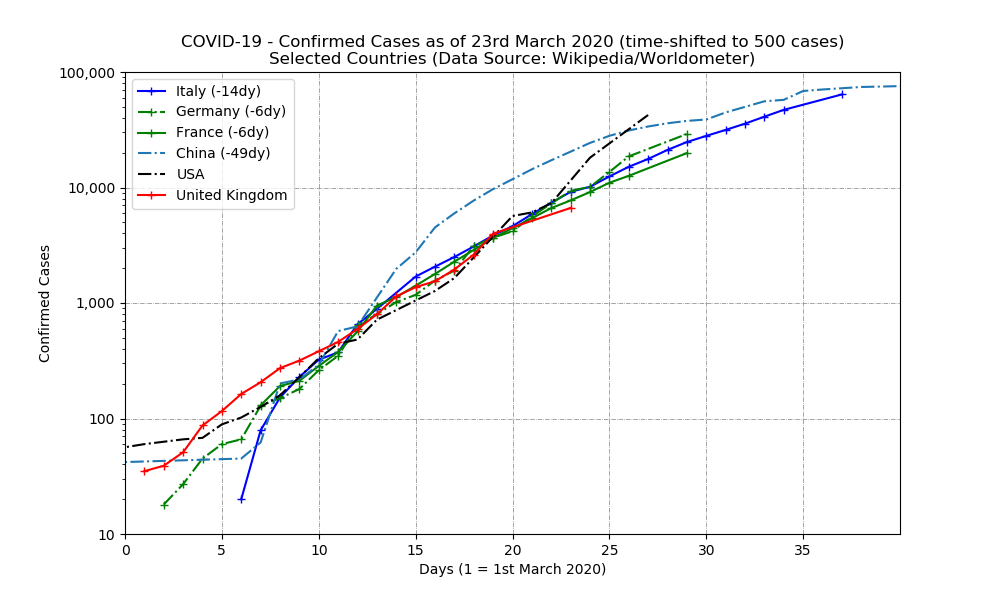 COVID-19 - Confirmed Cases as of 23rd March 2020 (time-shifted to 500 cases)
Selected Countries (Data Source: Wikipedia/Worldometer)
100,000
10,000
1,000
100
10
Confirmed Cases
Italy (-14dy)
Germany (-6dy)
France (-6dy)
China (-49dy)
USA
United Kingdom
0 5 10 15 20 25 30 35
Days (1 = 1st March 2020)